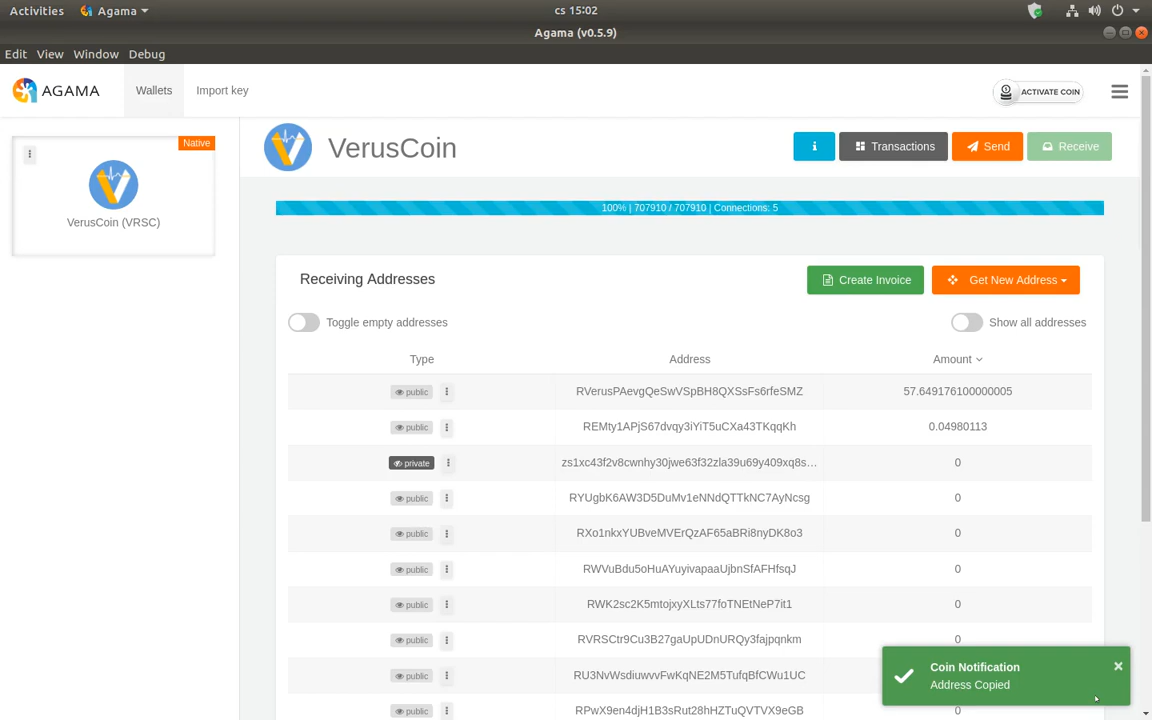 Activities Agama cs 15:02
Agama (v0.5.9)
Edit View Window Debug
AGAMA Wallets Import key ACTIVATE COIN
Native
VerusCoin (VRSC)
VerusCoin i Transactions Send Receive
100% | 707910 / 707910 | Connections: 5
Receiving Addresses Create Invoice Get New Address
Toggle empty addresses Show all addresses
Type Address Amount
public RVerusPAevgQeSwVSpBH8QXSsFs6rfeSMZ 57.649176100000005
public REMty1APjS67dvqy3iYiT5uCXa43TKqqKh 0.04980113
private zs1xc43f2v8cwnhy30jwe63f32zla39u69y409xq8s... 0
public RYUgbK6AW3D5DuMv1eNNdQTTkNC7AyNcsg 0
public RXo1nkxYUBveMVErQzAF65aBRi8nyDK8o3 0
public RWVuBdu5oHuAYuyivapaaUjbnSfAFHfsqJ 0
public RWK2sc2K5mtojxyXLts77foTNEtNeP7it1 0
public RVRSCtr9Cu3B27gaUpUDnURQy3fajpqnkm 0
public RU3NvWsdiuwvvFwKqNE2M5TufqBfCWu1UC
public RPwX9en4djH1B3sRut28hHZTuQVTVX9eGB 0
Coin Notification
Address Copied